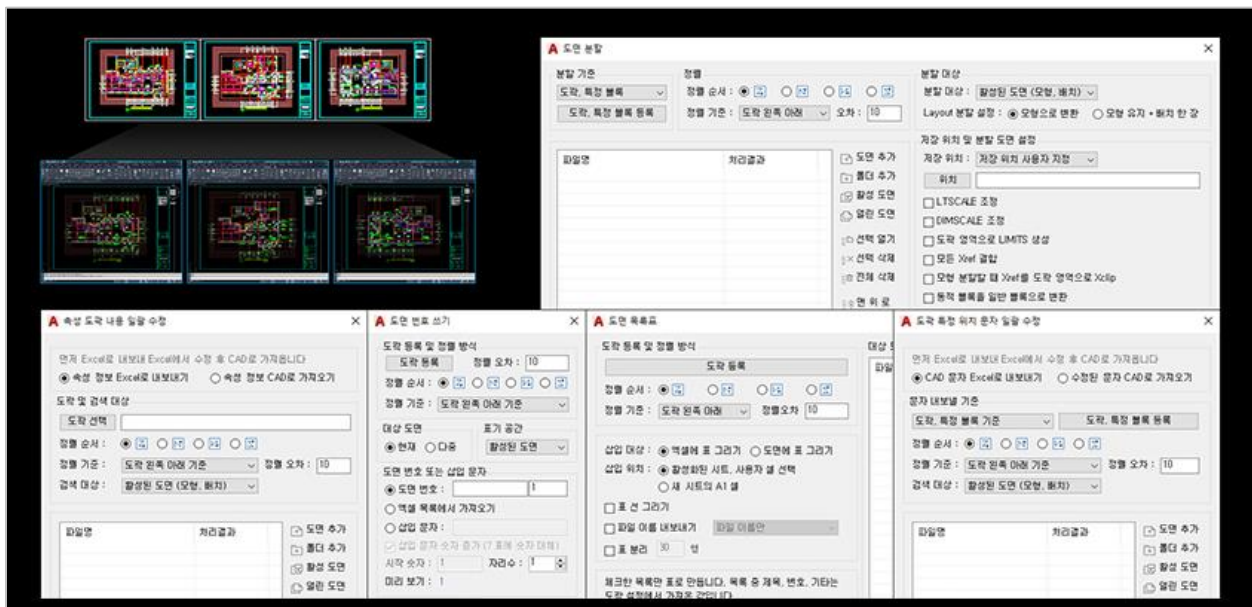 도면 분할
분할 기준
도곽, 특정 블록
도곽, 특정 블록 등록
정렬
정렬 순서 :
정렬 기준 : 도곽 왼쪽 아래 오차 : 10
분할 대상
분할 대상 : 활성된 도면 (모형, 배치)
Layout 분할 설정 : 모형으로 변환 모형 유지 + 배치 한 장
파일명 처리결과
도면 추가
폴더 추가
활성 도면
열린 도면
선택 열기
선택 삭제
전체 삭제
맨 위 로
저장 위치 및 분할 도면 설정
저장 위치 : 저장 위치 사용자 지정
위치
LTSCALE 조정
DIMSCALE 조정
도곽 영역으로 LIMITS 생성
모든 Xref 결합
모형 분할할 때 Xref를 도곽 영역으로 Xclip
동적 블록을 일반 블록으로 변환
속성 도곽 내용 일괄 수정
먼저 Excel로 내보내 Excel에서 수정 후 CAD로 가져옵니다
속성 정보 Excel로 내보내기 속성 정보 CAD로 가져오기
도곽 및 검색 대상
도곽 선택
정렬 순서 :
정렬 기준 : 도곽 왼쪽 아래 기준 정렬 오차 : 10
검색 대상 : 활성된 도면 (모형, 배치)
파일명 처리결과
도면 추가
폴더 추가
활성 도면
열린 도면
도면 번호 쓰기
도곽 등록 및 정렬 방식
도곽 등록 정렬 오차 : 10
정렬 순서 :
정렬 기준 : 도곽 왼쪽 아래 기준
대상 도면 표기 공간
현재 다중 활성된 도면
도면 번호 또는 삽입 문자
도면 번호 : 1
엑셀 목록에서 가져오기
삽입 문자 :
삽입 문자 숫자 증가 (? 표에 숫자 대체)
시작 숫자 : 1 자리수 : 1
미리 보기 : 1
도면 목록표
도곽 등록 및 정렬 방식
도곽 등록
정렬 순서 :
정렬 기준 : 도곽 왼쪽 아래 정렬오차 10
삽입 대상 : 엑셀에 표 그리기 도면에 표 그리기
삽입 위치 : 활성화된 시트, 사용자 셀 선택
새 시트의 A1 셀
표 선 그리기
파일 이름 내보내기 파일 이름만
표 분리 30 행
체크한 목록만 표로 만듭니다. 목록 중 제목, 번호, 기타는
도곽 설정에서 가져온 값입니다
대상
파일
도곽 특정 위치 문자 일괄 수정
먼저 Excel로 내보내 Excel에서 수정 후 CAD로 가져옵니다
CAD 문자 Excel로 내보내기 수정된 문자 CAD로 가져오기
문자 내보낼 기준
도곽, 특정 블록 기준 도곽, 특정 블록 등록
정렬 순서 :
정렬 기준 : 도곽 왼쪽 아래 기준 정렬 오차 : 10
검색 대상 : 활성된 도면 (모형, 배치)
파일명 처리결과
도면 추가
폴더 추가
활성 도면
열린 도면